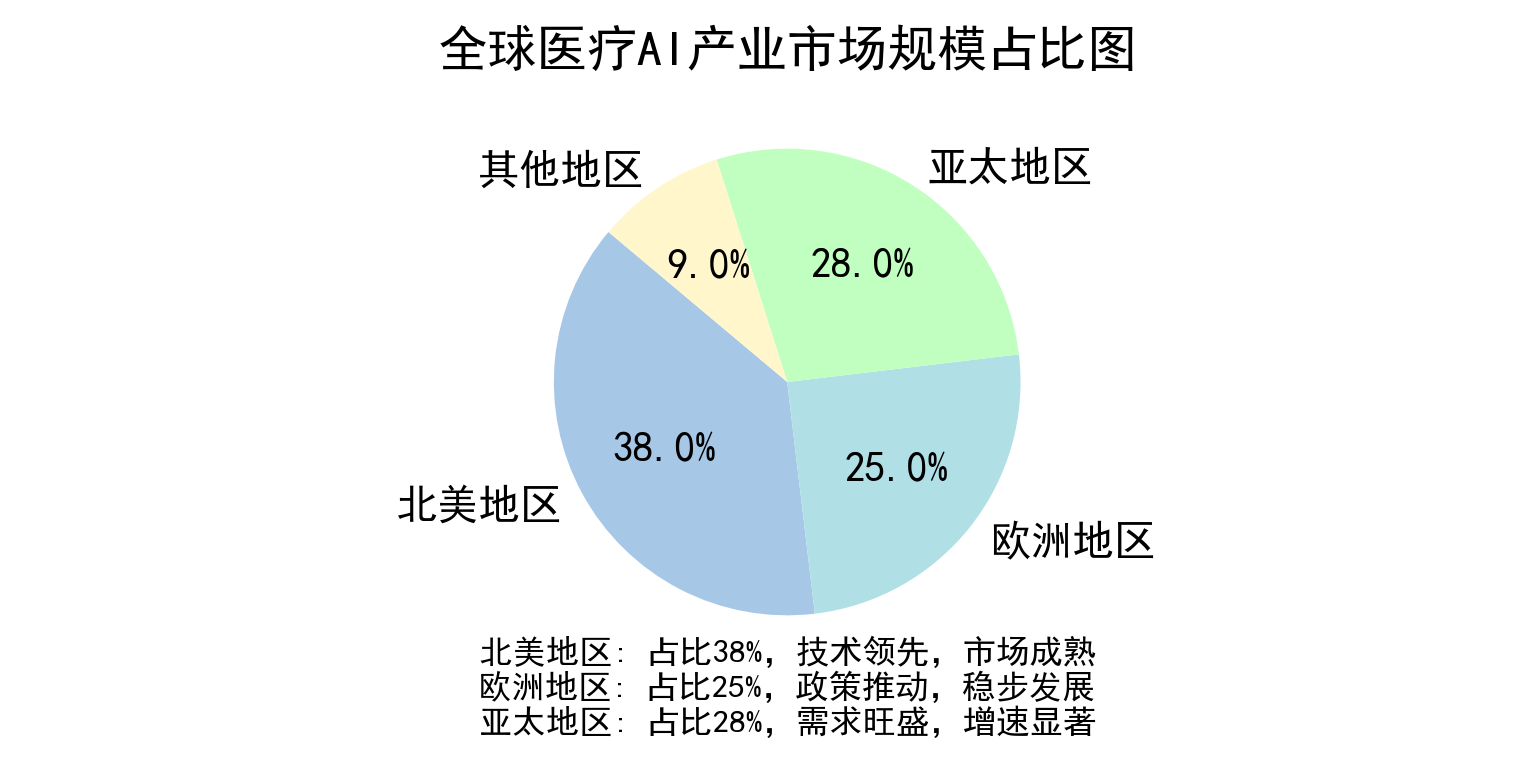 全球医疗AI产业市场规模占比图
其他地区
亚太地区
9.0%
28.0%
38.0%
25.0%
北美地区
欧洲地区
北美地区: 占比38%, 技术领先, 市场成熟
欧洲地区: 占比25%, 政策推动, 稳步发展
亚太地区: 占比28%, 需求旺盛, 增速显著